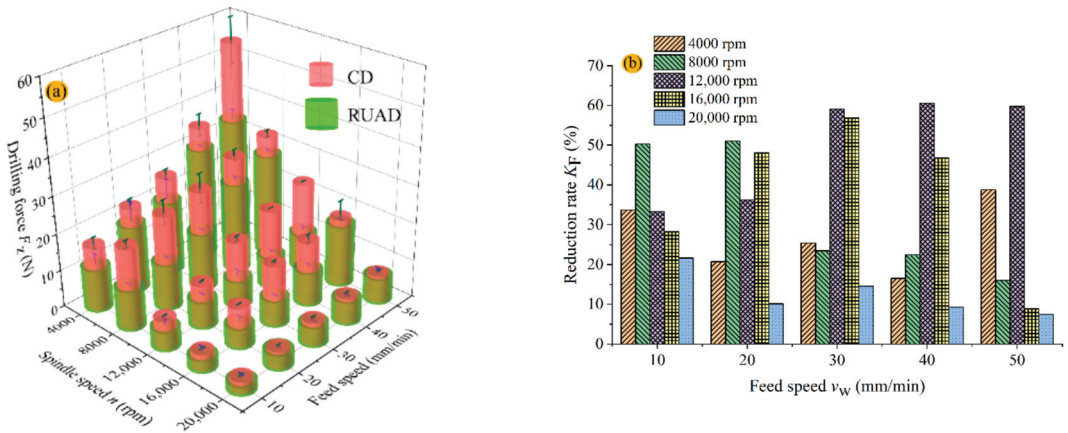 (a)
60
50
40
30
20
10
0
Drilling force Fz (N)
CD
RUAD
4000
8000
12,000
16,000
20,000
Spindle speed n (rpm)
10
20
30
40
50
Feed speed (mm/min)
(b)
4000 rpm
8000 rpm
12,000 rpm
16,000 rpm
20,000 rpm
70
60
50
40
30
20
10
0
Reduction rate KF (%)
10 20 30 40 50
Feed speed vw (mm/min)